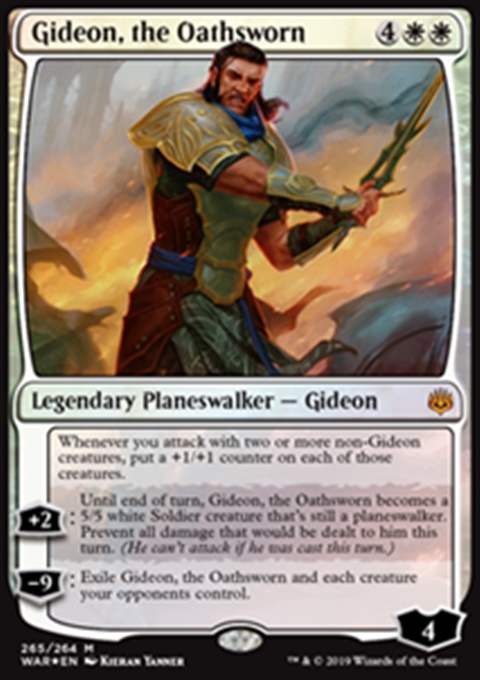 Gideon, the Oathsworn 4
Legendary Planeswalker — Gideon
Whenever you attack with two or more non-Gideon
creatures, put a +1/+1 counter on each of those
creatures.
+2: Until end of turn, Gideon, the Oathsworn becomes a
5/5 white Soldier creature that's still a planeswalker.
Prevent all damage that would be dealt to him this
turn. (He can't attack if he was cast this turn.)
-9: Exile Gideon, the Oathsworn and each creature
your opponents control.
4
265/264 M
WAR★EN Kieran Yanner
™ & © 2019 Wizards of the Coast